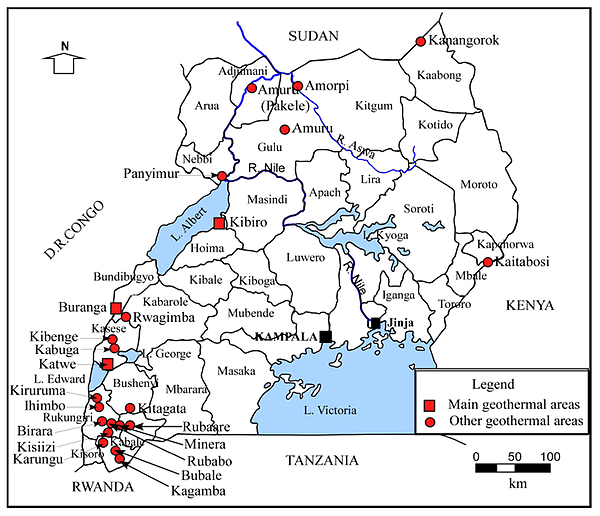 SUDAN
N
Kanangorok
Adjumani
Kaabong
Amuru
(Pakele)
Amorpi
Arua
Kitgum
Kotido
Amuru
R. Aswa
Gulu
Nebbi
R. Nile
Panyimur
Lira
Moroto
Apach
Masindi
Soroti
L. Albert
Kibiro
D.R.CONGO
L. Kyoga
Kapchorwa
Hoima
Luwero
Kaitabosi
Mbale
Bundibugyo
Kibale
Kiboga
R. Nile
Iganga
Tororo
KENYA
Kabarole
Buranga
Rwagimba
Mubende
Jinja
Kasese
Kibenge
KAMPALA
Kabuga
L. George
Katwe
Masaka
L. Edward
Bushenyi
Mbarara
Legend
Kiruruma
Main geothermal areas
Ihimbo
Kitagata
L. Victoria
Rukungiri
Other geothermal areas
Birara
Rubaare
Kisiizi
Kabale
Minera
Karungu
Kisoro
Rubabo
TANZANIA
0 50 100
km
Bubale
RWANDA
Kagamba